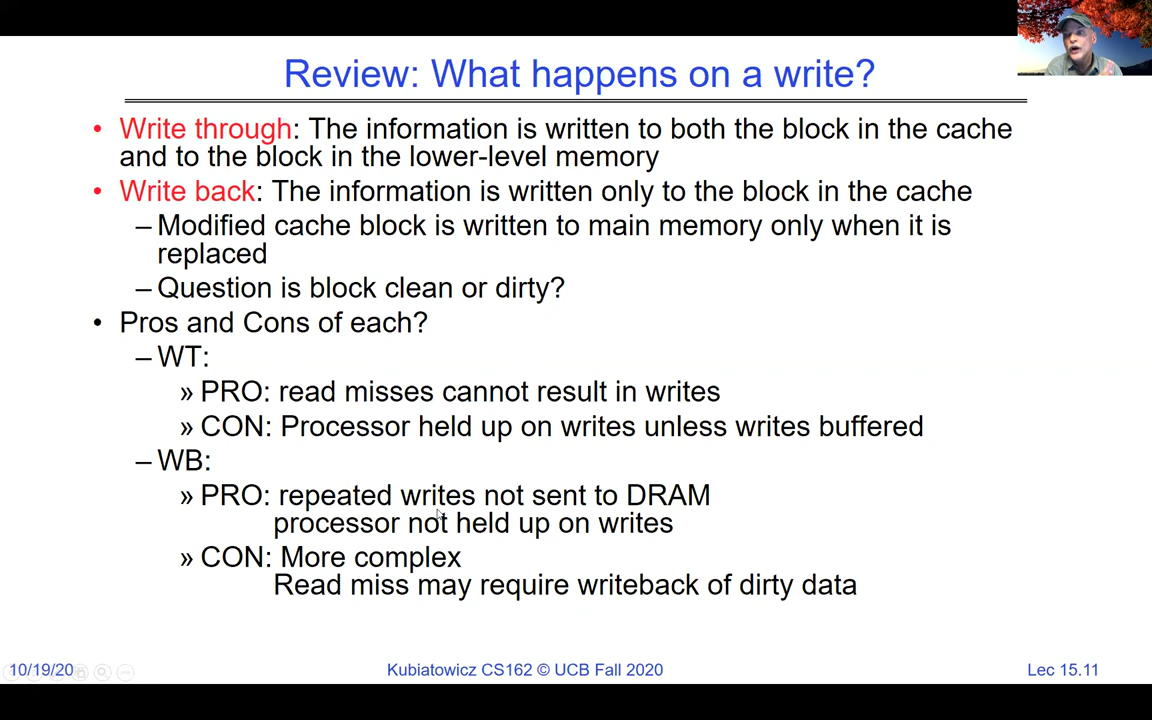 Review: What happens on a write?
• Write through: The information is written to both the block in the cache
and to the block in the lower-level memory
• Write back: The information is written only to the block in the cache
– Modified cache block is written to main memory only when it is
replaced
– Question is block clean or dirty?
• Pros and Cons of each?
– WT:
» PRO: read misses cannot result in writes
» CON: Processor held up on writes unless writes buffered
– WB:
» PRO: repeated writes not sent to DRAM
processor not held up on writes
» CON: More complex
Read miss may require writeback of dirty data
10/19/20 Kubiatowicz CS162 © UCB Fall 2020 Lec 15.11